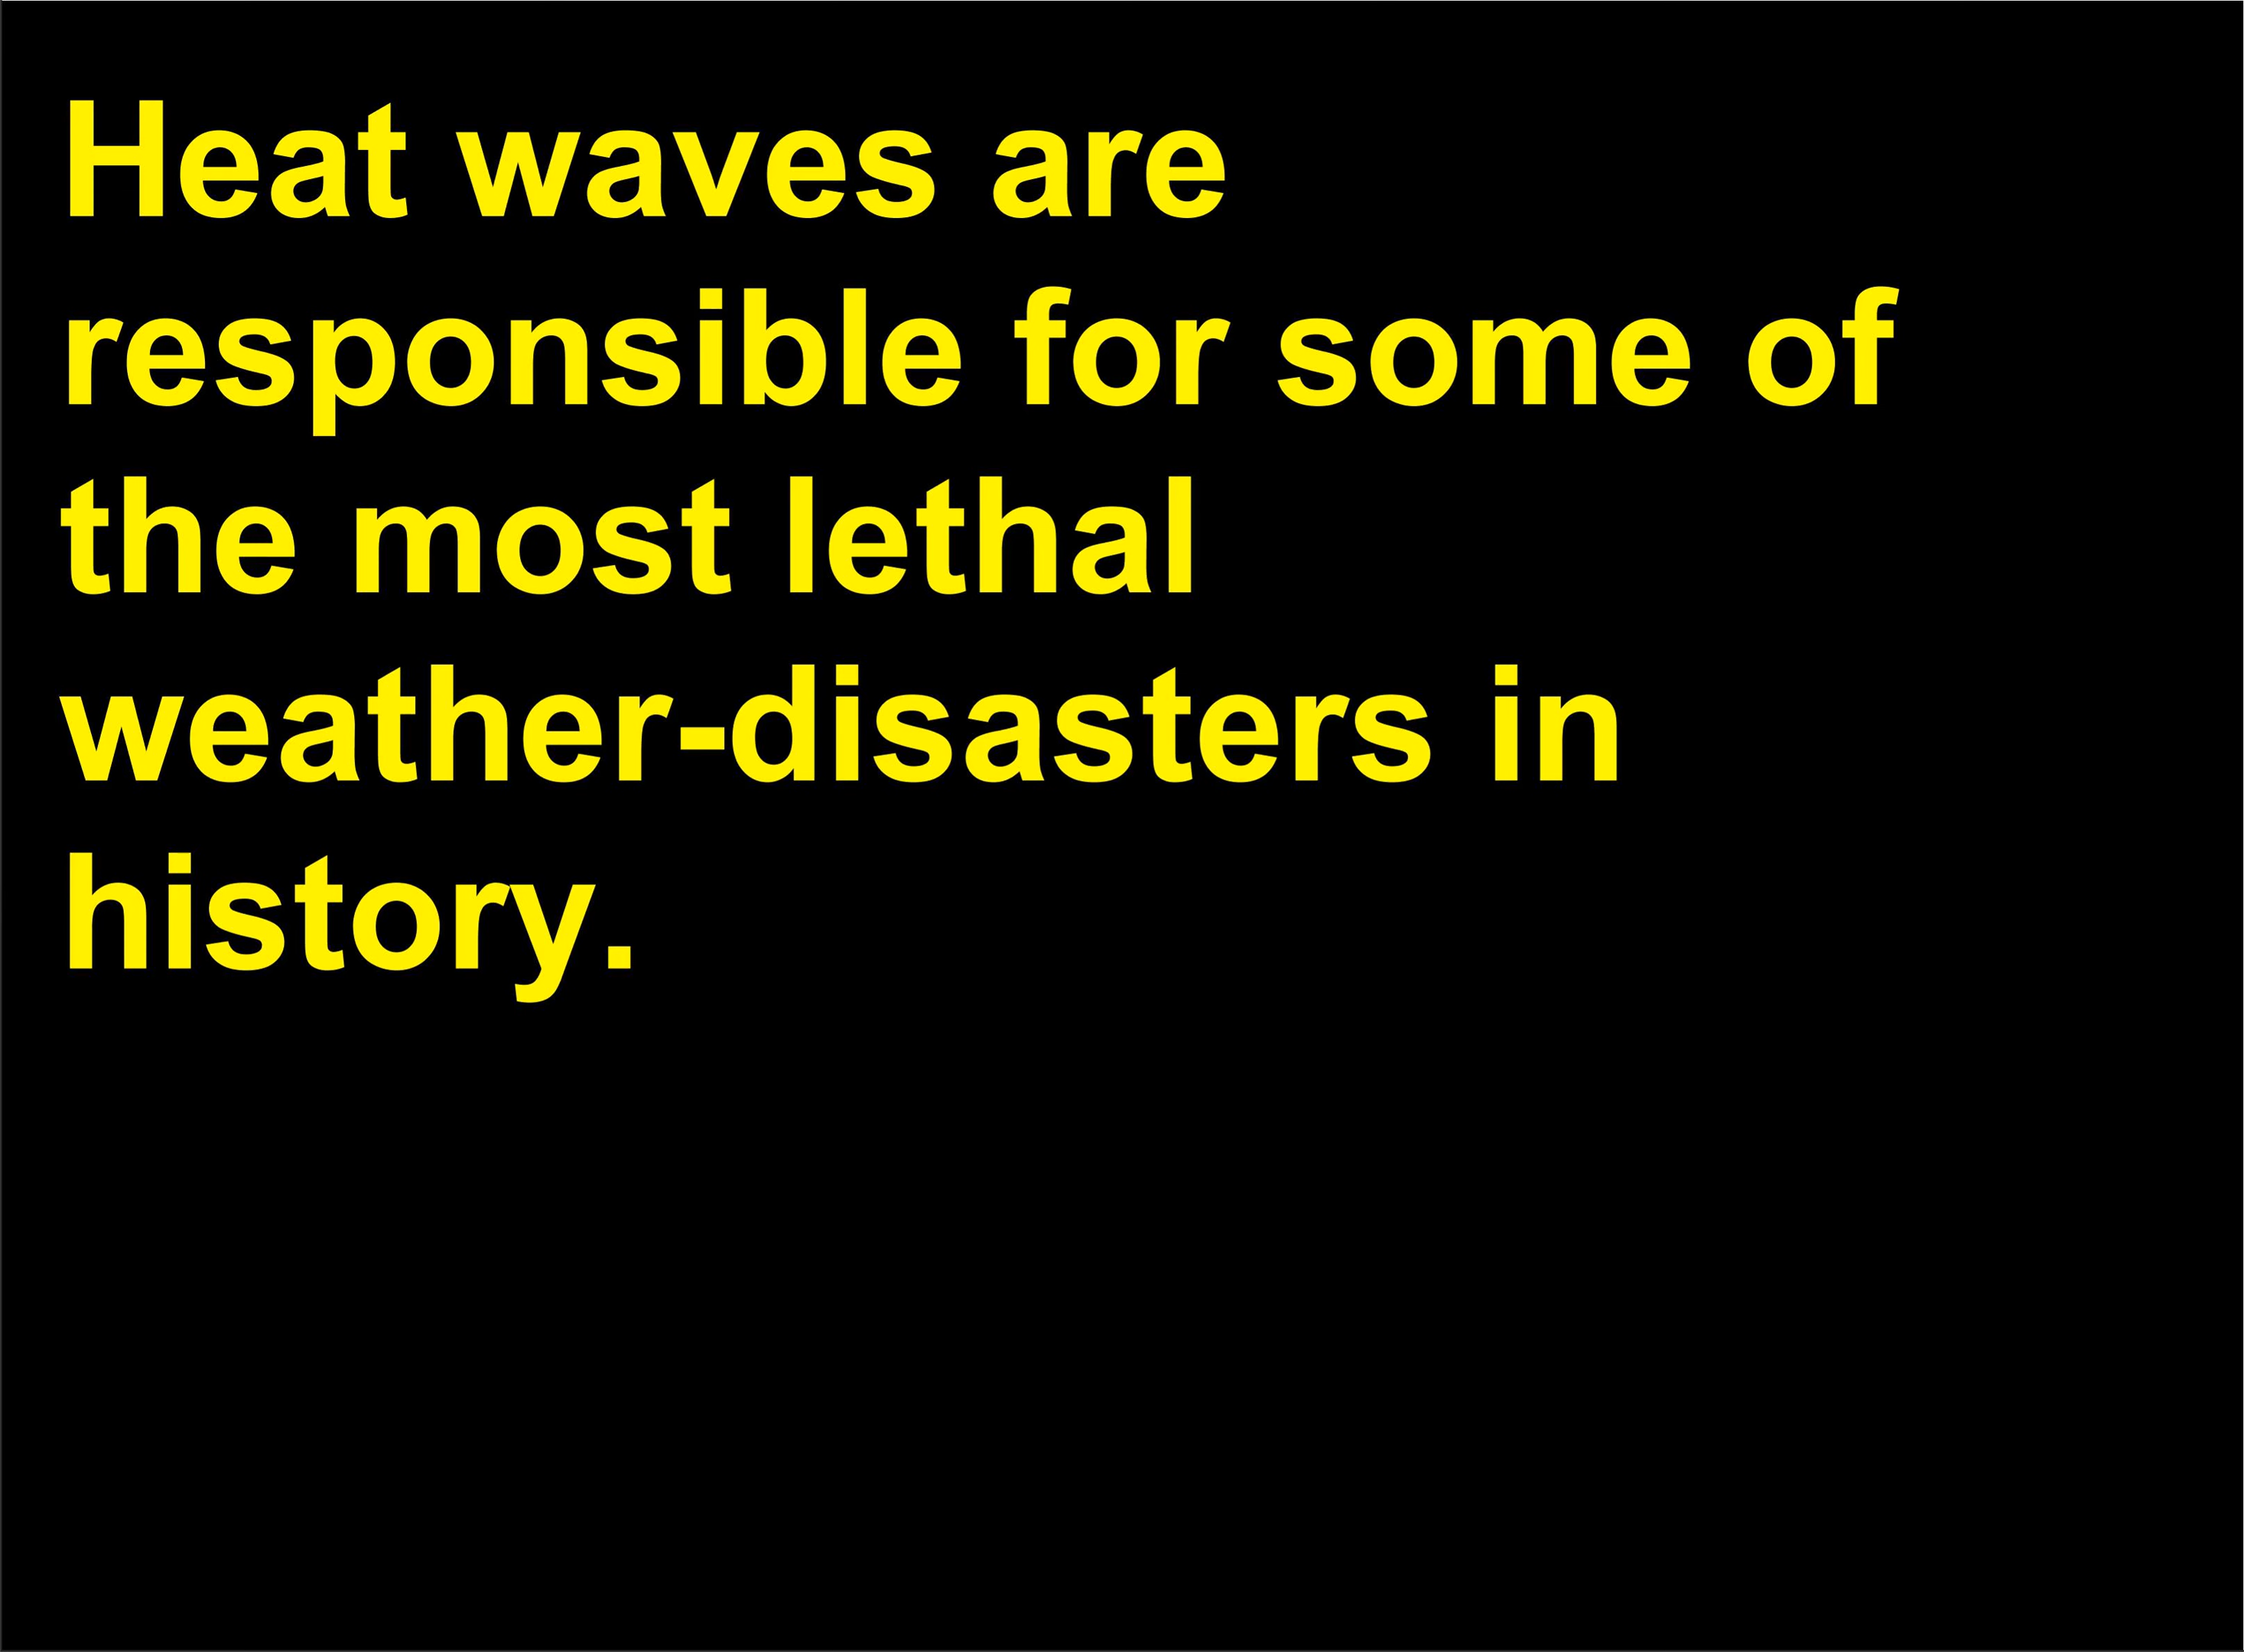 Heat waves are
responsible for some of
the most lethal
weather-disasters in
history.